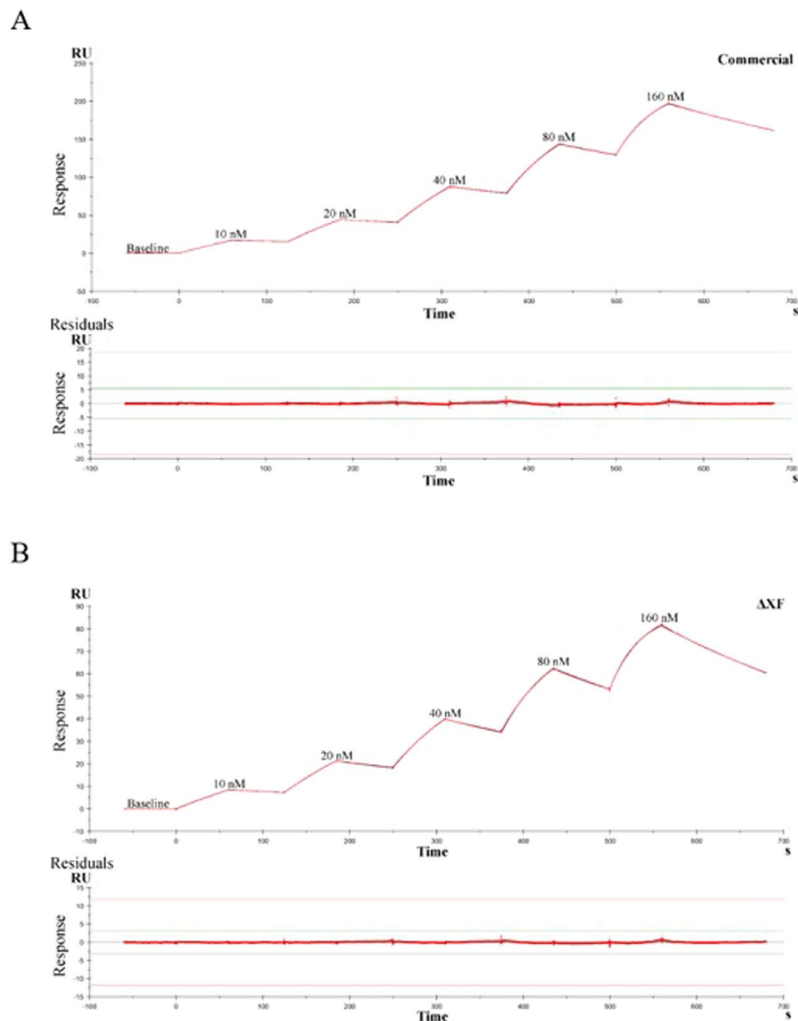 A
RU
Commercial
250
200
150
100
50
0
50
Response
Baseline
10 nM
20 nM
40 nM
80 nM
160 nM
-100
0
100
200
300
400
500
600
700
Time
s
Residuals
RU
20
15
10
5
0
-5
-10
-15
-20
Response
-100
0
100
200
300
400
500
600
700
Time
s
B
RU
ΔXF
90
80
70
60
50
40
30
20
10
0
-10
Response
Baseline
10 nM
20 nM
40 nM
80 nM
160 nM
-100
0
100
200
300
400
500
600
700
Time
s
Residuals
RU
15
10
5
0
-5
-10
-15
Response
-100
0
100
200
300
400
500
600
700
Time
s